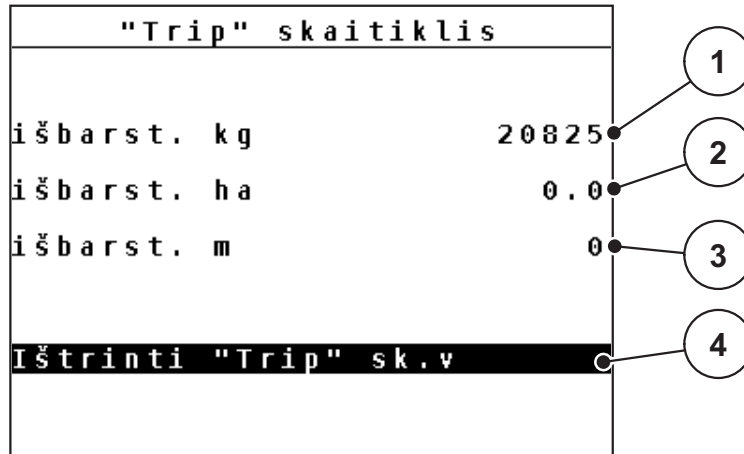 "Trip" skaitiklis
išbarst. kg 20825 1
išbarst. ha 0.0 2
išbarst. m 0 3
Ištrinti "Trip" sk.v 4